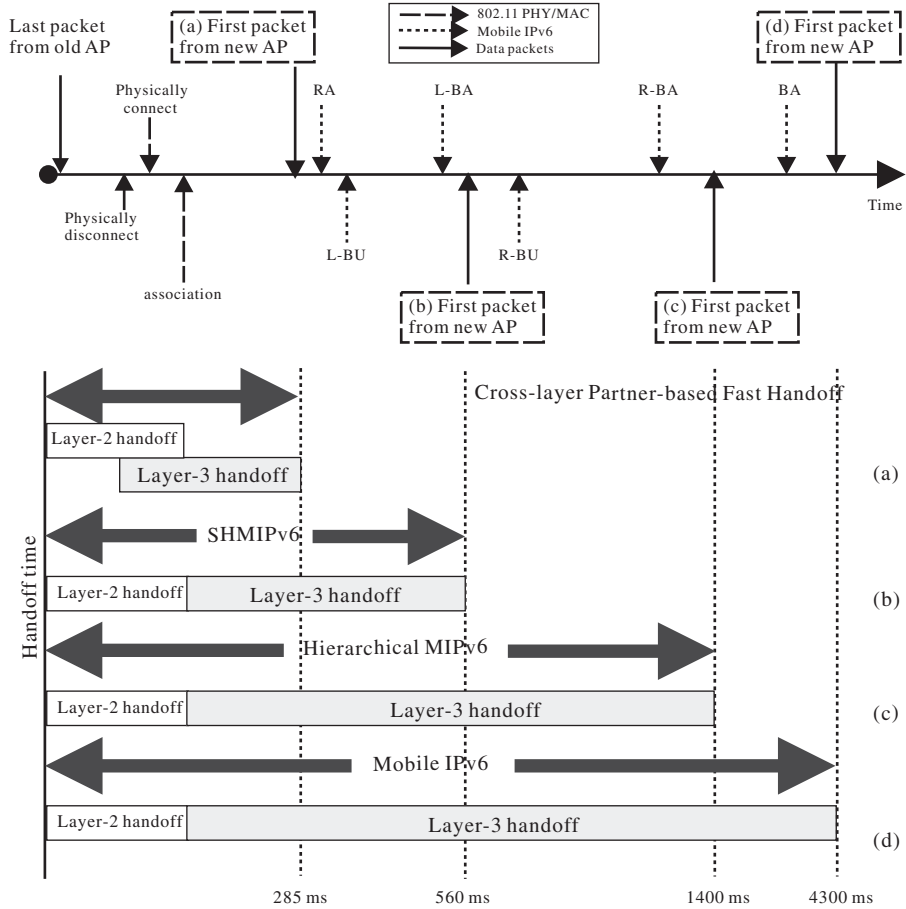 Last packet
from old AP
(a) First packet
from new AP
802.11 PHY/MAC
Mobile IPv6
Data packets
(d) First packet
from new AP
Physically
connect
RA
L-BA
R-BA
BA
Time
Physically
disconnect
L-BU
R-BU
association
(b) First packet
from new AP
(c) First packet
from new AP
Cross-layer Partner-based Fast Handoff
Layer-2 handoff
Layer-3 handoff
(a)
SHMIPv6
Layer-2 handoff
Layer-3 handoff
(b)
Handoff time
Hierarchical MIPv6
Layer-2 handoff
Layer-3 handoff
(c)
Mobile IPv6
Layer-2 handoff
Layer-3 handoff
(d)
285 ms
560 ms
1400 ms
4300 ms